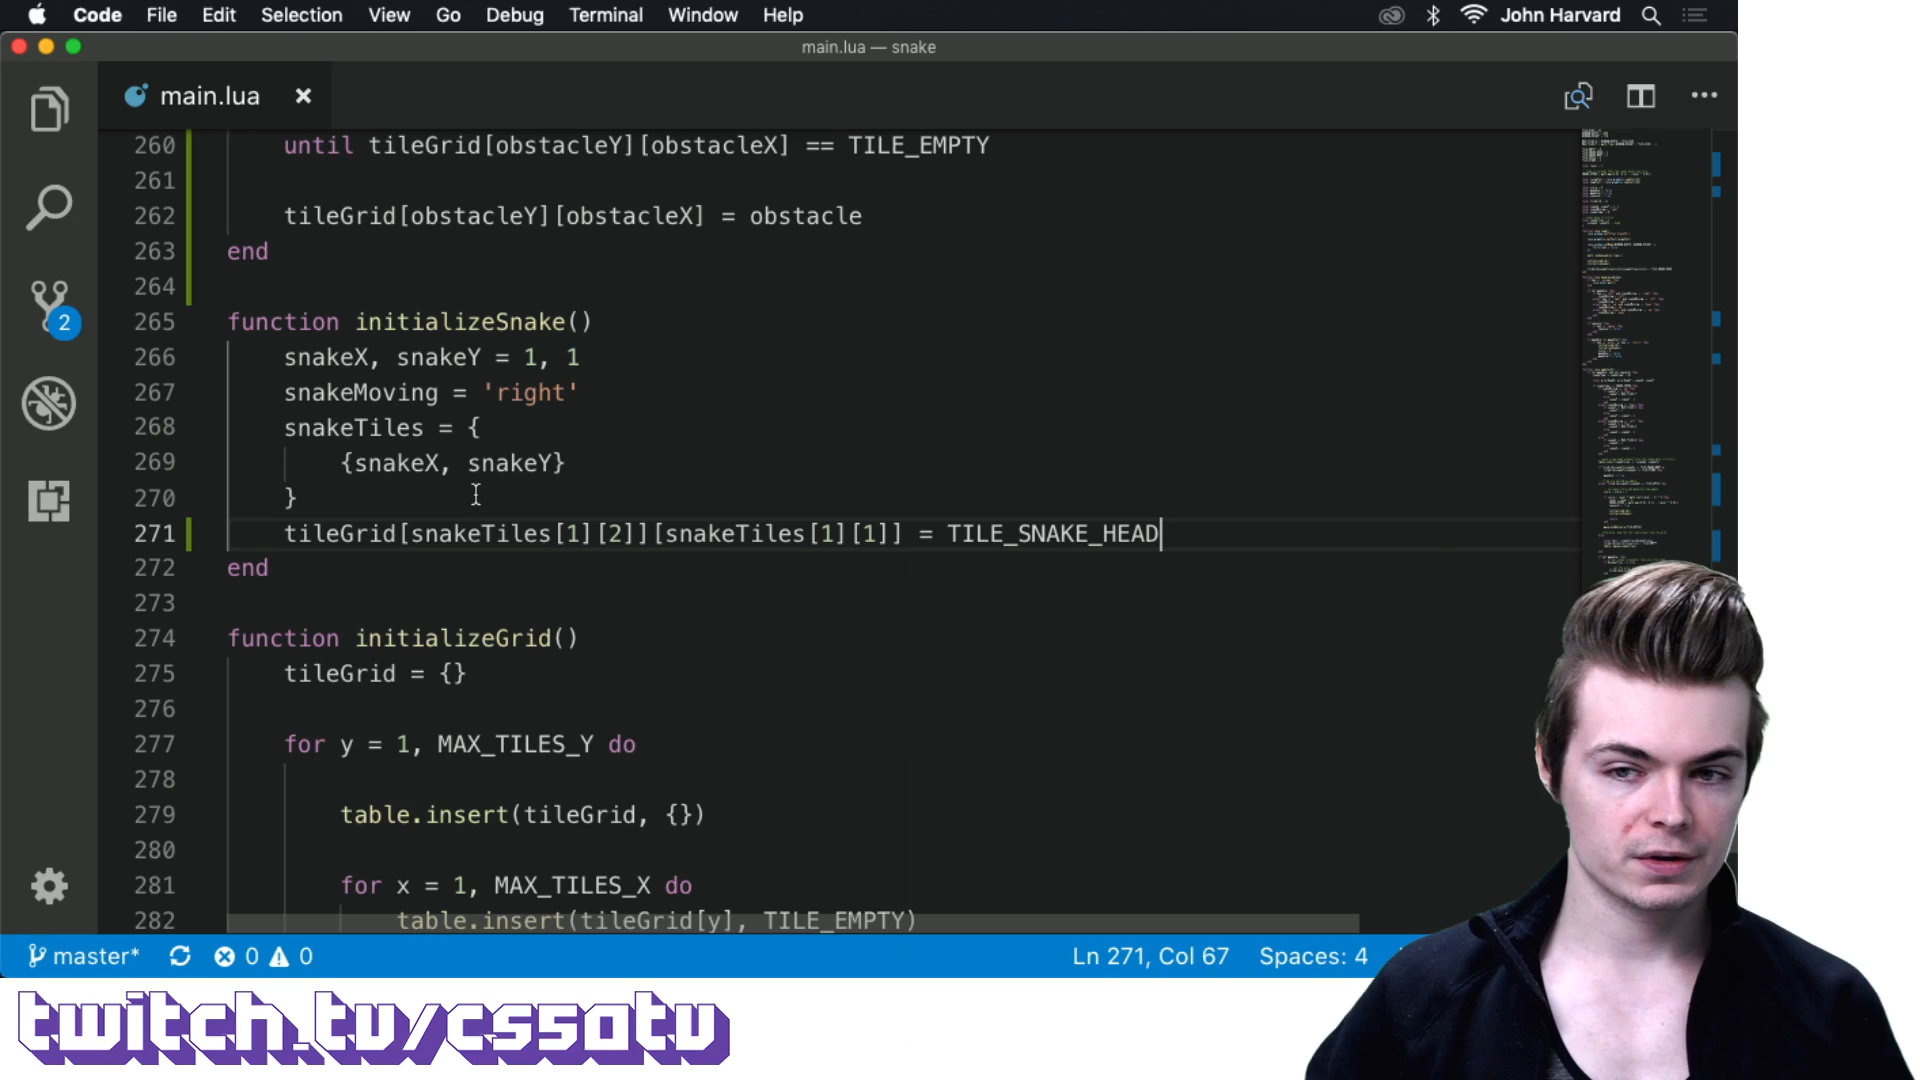 Code File Edit Selection View Go Debug Terminal Window Help John Harvard
main.lua — snake
main.lua
260 until tileGrid[obstacleY][obstacleX] == TILE_EMPTY
261
262 tileGrid[obstacleY][obstacleX] = obstacle
263 end
264
265 function initializeSnake()
266 snakeX, snakeY = 1, 1
267 snakeMoving = 'right'
268 snakeTiles = {
269 {snakeX, snakeY}
270 }
271 tileGrid[snakeTiles[1][2]][snakeTiles[1][1]] = TILE_SNAKE_HEAD
272 end
273
274 function initializeGrid()
275 tileGrid = {}
276
277 for y = 1, MAX_TILES_Y do
278
279 table.insert(tileGrid, {})
280
281 for x = 1, MAX_TILES_X do
282 table.insert(tileGrid[y], TILE_EMPTY)
2
master* 0 0 Ln 271, Col 67 Spaces: 4
twitch.tv/cs50tv